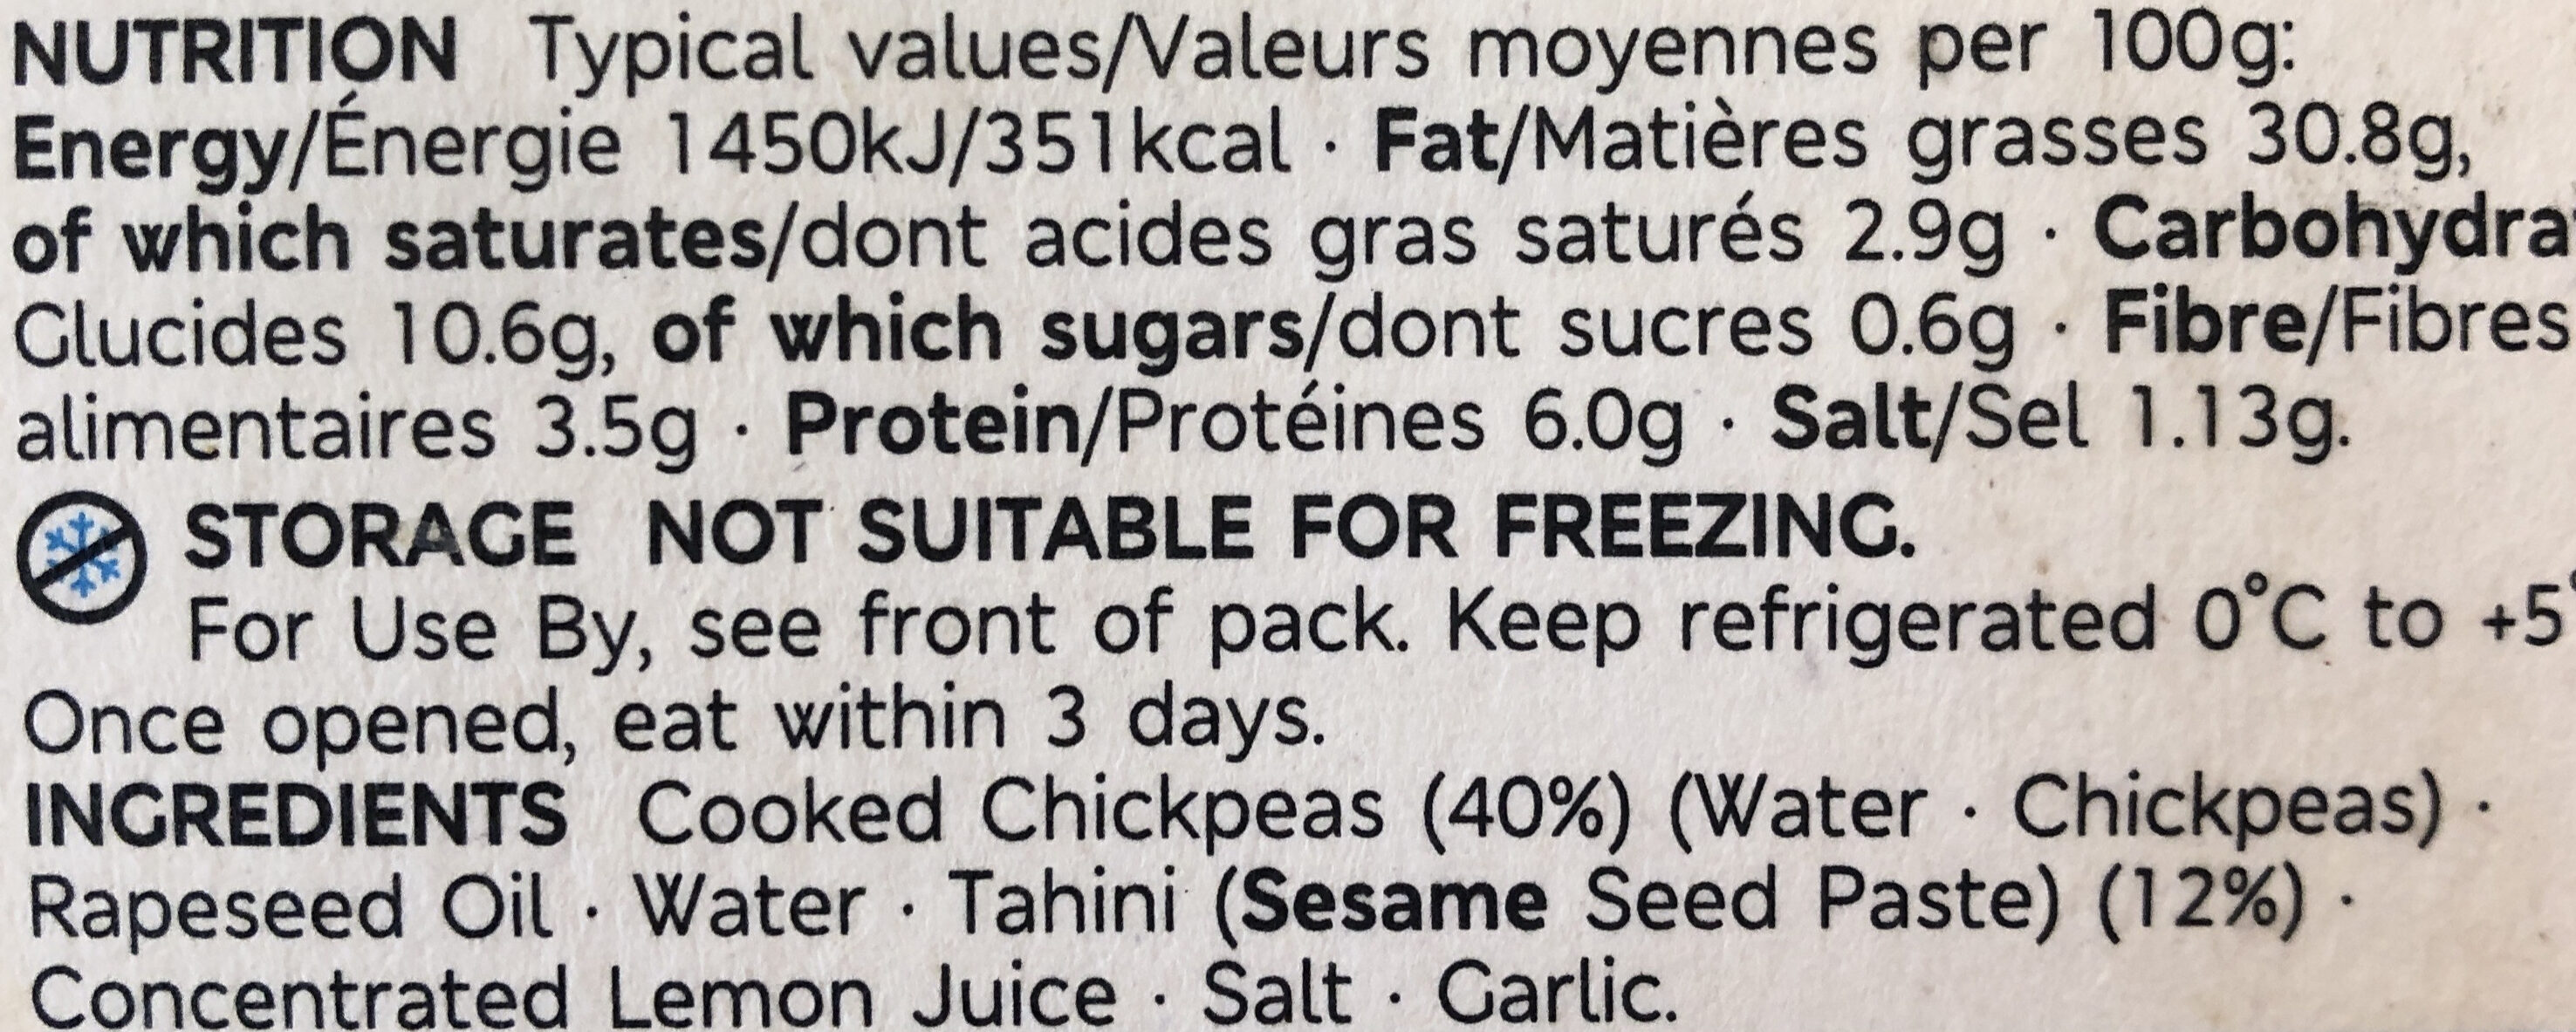 NUTRITION Typical values/Valeurs moyennes per 100g:
Energy/Énergie 1450kJ/351kcal · Fat/Matières grasses 30.8g,
of which saturates/dont acides gras saturés 2.9g · Carbohydra
Glucides 10.6g, of which sugars/dont sucres 0.6g · Fibre/Fibres
alimentaires 3.5g · Protein/Protéines 6.0g · Salt/Sel 1.13g.
STORAGE NOT SUITABLE FOR FREEZING.
For Use By, see front of pack. Keep refrigerated 0°C to +5°
Once opened, eat within 3 days.
INGREDIENTS Cooked Chickpeas (40%) (Water · Chickpeas) ·
Rapeseed Oil · Water · Tahini (Sesame Seed Paste) (12%) ·
Concentrated Lemon Juice · Salt · Garlic.